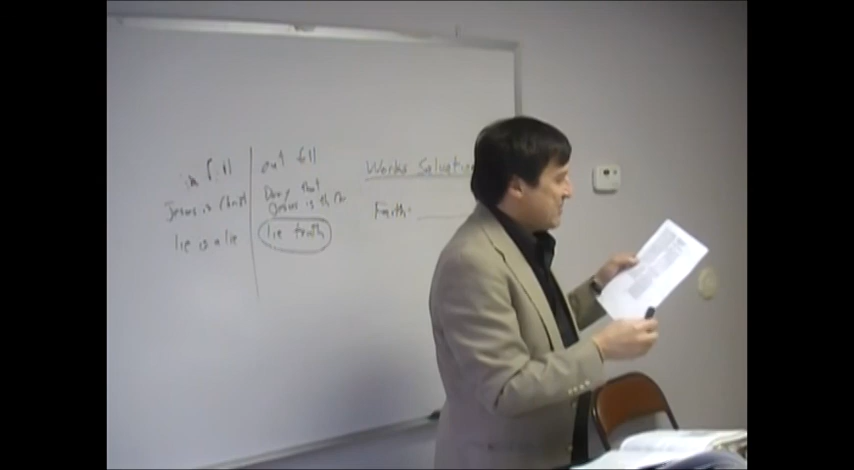 in fell
out fell
Jesus is Christ
Deny that
Jesus is the
lie is a lie
lie truth
Works Salvation
Faith: